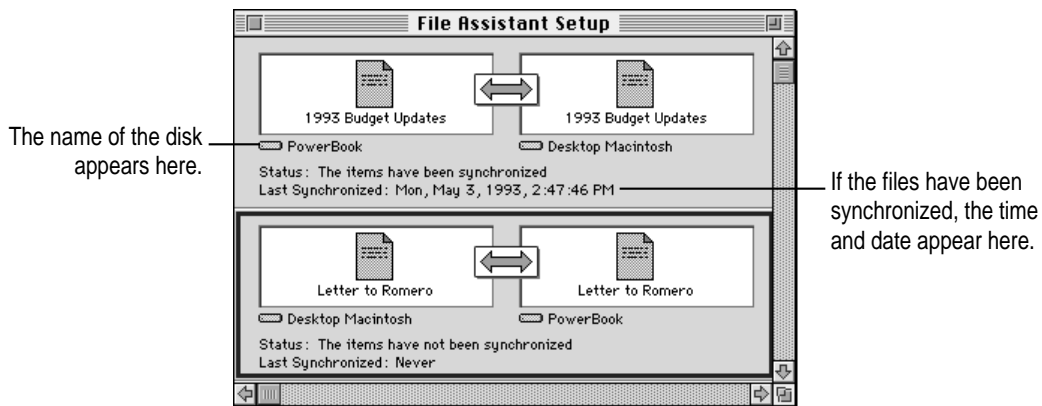 File Assistant Setup
1993 Budget Updates
1993 Budget Updates
The name of the disk
appears here.
PowerBook
Desktop Macintosh
Status: The items have been synchronized
Last Synchronized: Mon, May 3, 1993, 2:47:46 PM
If the files have been
synchronized, the time
and date appear here.
Letter to Romero
Letter to Romero
Desktop Macintosh
PowerBook
Status: The items have not been synchronized
Last Synchronized: Never